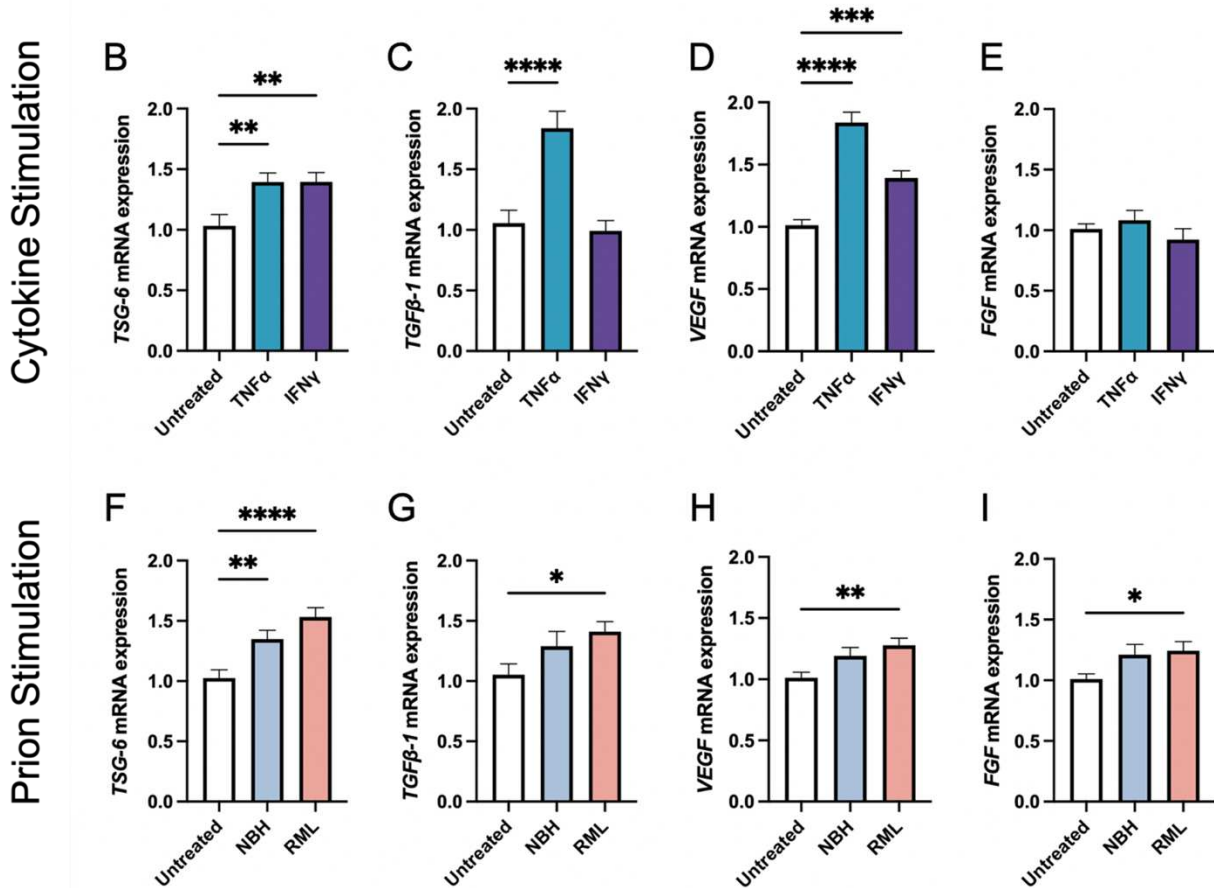 Cytokine Stimulation
B
**
**
TSG-6 mRNA expression
2.0
1.5
1.0
0.5
0.0
Untreated
TNFα
IFNγ
C
****
TGFβ-1 mRNA expression
2.0
1.5
1.0
0.5
0.0
Untreated
TNFα
IFNγ
D
***
****
VEGF mRNA expression
2.0
1.5
1.0
0.5
0.0
Untreated
TNFα
IFNγ
E
FGF mRNA expression
2.0
1.5
1.0
0.5
0.0
Untreated
TNFα
IFNγ
Prion Stimulation
F
****
**
TSG-6 mRNA expression
2.0
1.5
1.0
0.5
0.0
Untreated
NBH
RML
G
*
TGFβ-1 mRNA expression
2.0
1.5
1.0
0.5
0.0
Untreated
NBH
RML
H
**
VEGF mRNA expression
2.0
1.5
1.0
0.5
0.0
Untreated
NBH
RML
I
*
FGF mRNA expression
2.0
1.5
1.0
0.5
0.0
Untreated
NBH
RML